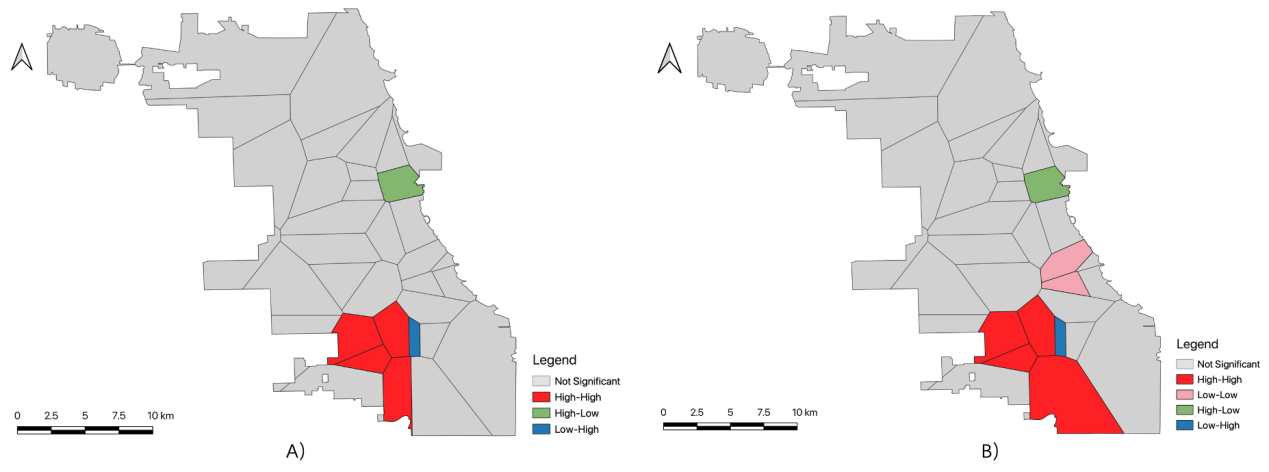 Legend
Not Significant
High-High
High-Low
Low-High
0 2.5 5 7.5 10 km
A)
Legend
Not Significant
High-High
Low-Low
High-Low
Low-High
0 2.5 5 7.5 10 km
B)